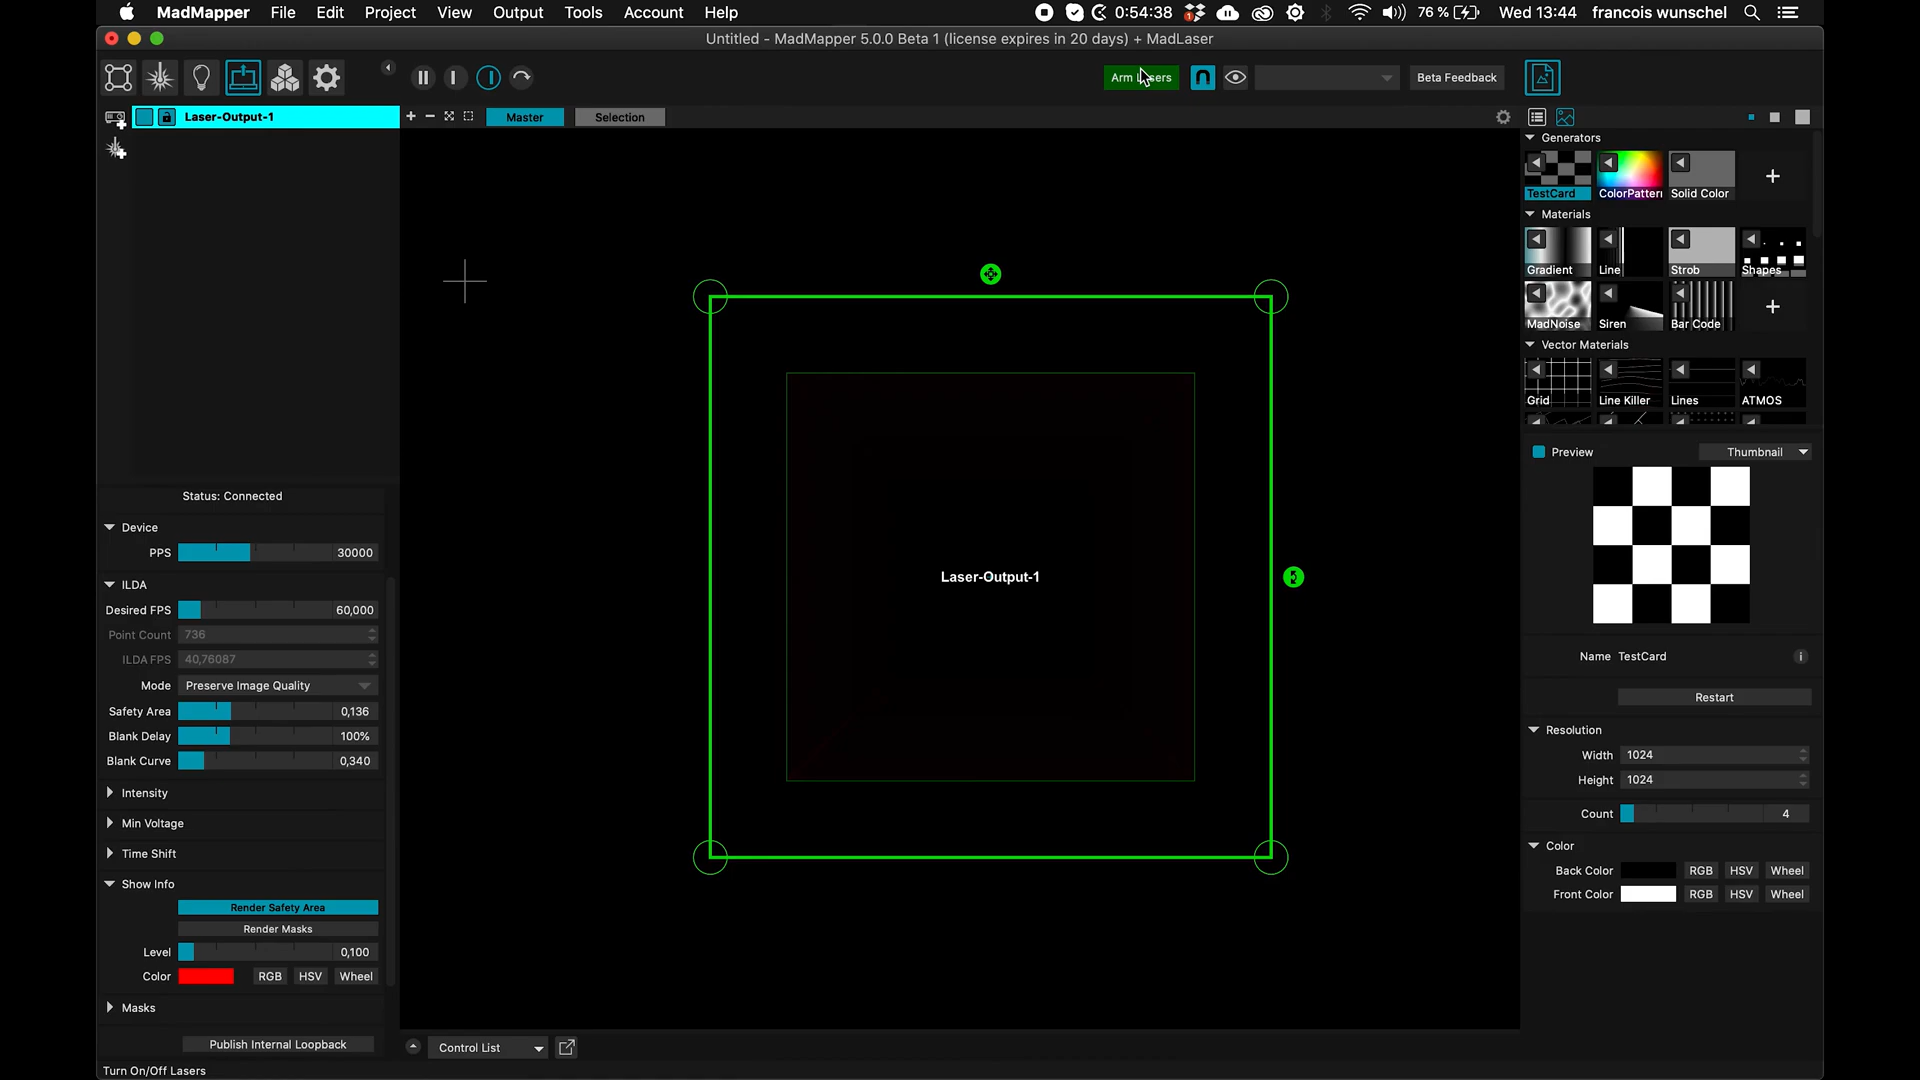 MadMapper File Edit Project View Output Tools Account Help 0:54:38 1 76 % Wed 13:44 francois wunschel
Untitled - MadMapper 5.0.0 Beta 1 (license expires in 20 days) + MadLaser
Arm Lasers Beta Feedback
Laser-Output-1 Master Selection
Generators
TestCard ColorPattern Solid Color
Materials
Gradient Line Strob Shapes
MadNoise Siren Bar Code
Vector Materials
Grid Line Killer Lines ATMOS
Preview Thumbnail
Name TestCard
Restart
Resolution
Width 1024
Height 1024
Count 4
Color
Back Color RGB HSV Wheel
Front Color RGB HSV Wheel
Laser-Output-1
Status: Connected
Device
PPS 30000
ILDA
Desired FPS 60,000
Point Count 736
ILDA FPS 40,76087
Mode Preserve Image Quality
Safety Area 0,136
Blank Delay 100%
Blank Curve 0,340
Intensity
Min Voltage
Time Shift
Show Info
Render Safety Area
Render Masks
Level 0,100
Color RGB HSV Wheel
Masks
Publish Internal Loopback
Control List
Turn On/Off Lasers